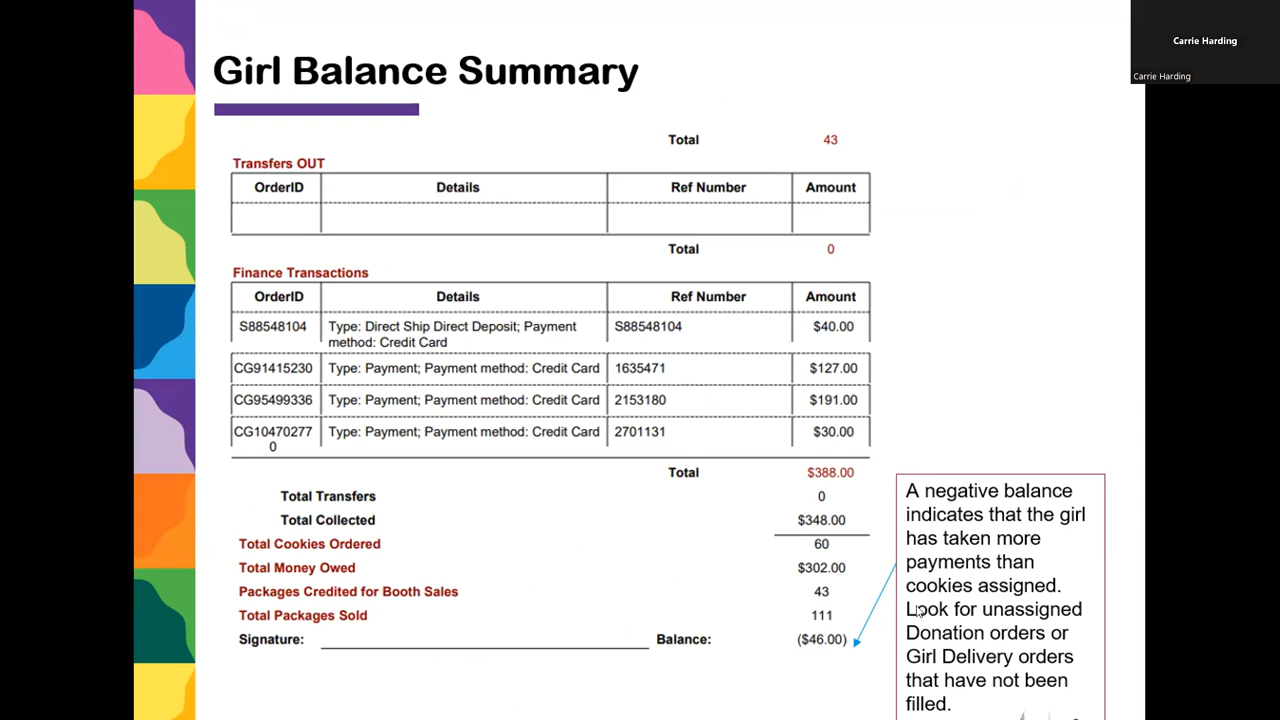 Carrie Harding
Carrie Harding
Girl Balance Summary
Total 43
Transfers OUT
OrderID Details Ref Number Amount
Total 0
Finance Transactions
OrderID Details Ref Number Amount
S88548104 Type: Direct Ship Direct Deposit; Payment S88548104 $40.00
method: Credit Card
CG91415230 Type: Payment; Payment method: Credit Card 1635471 $127.00
CG95499336 Type: Payment; Payment method: Credit Card 2153180 $191.00
CG10470277 Type: Payment; Payment method: Credit Card 2701131 $30.00
0
Total $388.00
Total Transfers 0
Total Collected $348.00
Total Cookies Ordered 60
Total Money Owed $302.00
Packages Credited for Booth Sales 43
Total Packages Sold 111
Signature: Balance: ($46.00)
A negative balance
indicates that the girl
has taken more
payments than
cookies assigned.
Look for unassigned
Donation orders or
Girl Delivery orders
that have not been
filled.